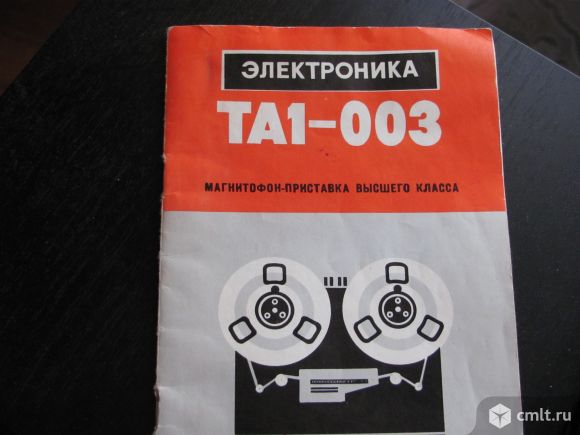 ЭЛЕКТРОНИКА
ТА1-003
МАГНИТОФОН-ПРИСТАВКА ВЫСШЕГО КЛАССА
cmlt.ru